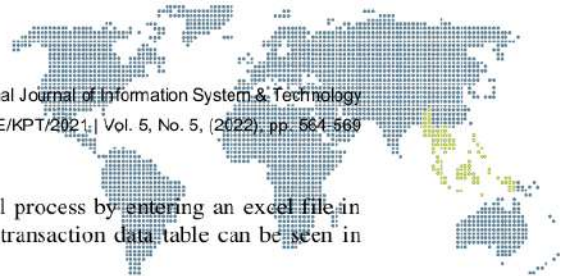 al Journal of Information System & Technology
E/KPT/2021 | Vol. 5, No. 5, (2022), pp. 564-569
l process by entering an excel file in
transaction data table can be seen in